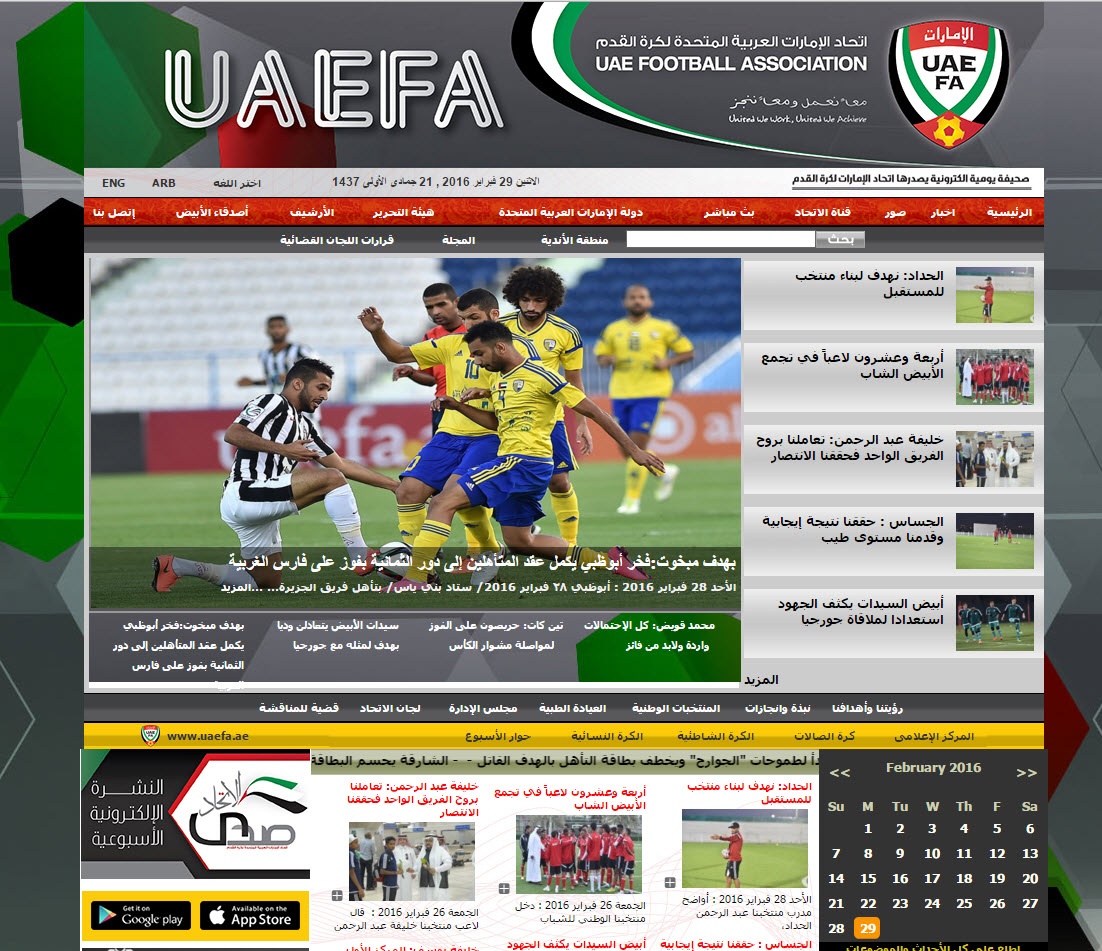 UAEFA
اتحاد الإمارات العربية المتحدة لكرة القدم
UAE FOOTBALL ASSOCIATION
معاً نعمل ومعاً ننجز
United We Work, United We Achieve
الإمارات
UAE
FA
صحيفة يومية إلكترونية يصدرها اتحاد الإمارات لكرة القدم
الاثنين 29 فبراير 2016 , 21 جمادى الأولى 1437
اختر اللغه
ARB
ENG
الرئيسية
اخبار
صور
قناة الاتحاد
بث مباشر
دولة الإمارات العربية المتحدة
هيئة التحرير
الأرشيف
أصدقاء الأبيض
إتصل بنا
بحث
منطقة الأندية
المجلة
قرارات اللجان القضائية
الحداد: نهدف لبناء منتخب
للمستقبل
أربعة وعشرون لاعباً في تجمع
الأبيض الشاب
خليفة عبد الرحمن: تعاملنا بروح
الفريق الواحد فحققنا الانتصار
الجساس : حققنا نتيجة إيجابية
وقدمنا مستوى طيب
أبيض السيدات يكثف الجهود
استعدادا لملاقاة جورجيا
المزيد
بهدف مبخوت:فخر أبوظبي يكمل عقد المتأهلين إلى دور الثمانية بفوز على فارس الغربية
الأحد 28 فبراير 2016 : أبوظبي ٢٨ فبراير 2016/ ستاد بني ياس/ بتأهل فريق الجزيرة... ...المزيد
محمد قويض: كل الإحتمالات
واردة ولابد من فائز
تين كات: حريصون على الفوز
لمواصلة مشوار الكأس
سيدات الأبيض يتعادلن وديا
بهدف لمثله مع جورجيا
بهدف مبخوت:فخر أبوظبي
يكمل عقد المتأهلين إلى دور
الثمانية بفوز على فارس
رؤيتنا وأهدافنا
نبذة وانجازات
المنتخبات الوطنية
العيادة الطبية
مجلس الإدارة
لجان الاتحاد
قضية للمناقشة
المركز الإعلامى
كرة الصالات
الكرة الشاطئية
الكرة النسائية
حوار الأسبوع
www.uaefa.ae
لطموحات "الجوارح" ويخطف بطاقة التأهل بالهدف القاتل - - الشارقة يحسم البطاقة
الحداد: نهدف لبناء منتخب
للمستقبل
الأحد 28 فبراير 2016 : أوضح
مدرب منتخبنا عبد الرحمن
الحداد،
الجساس : حققنا نتيجة إيجابية
أربعة وعشرون لاعباً في تجمع
الأبيض الشاب
الجمعة 26 فبراير 2016 : دخل
منتخبنا الوطني للشباب
أبيض السيدات يكثف الجهود
خليفة عبد الرحمن: تعاملنا
بروح الفريق الواحد فحققنا
الانتصار
الجمعة 26 فبراير 2016 : قال
لاعب منتخبنا خليفة عبد الرحمن
النشرة
الإلكترونية
الأسبوعية
صدى
الاتحاد
Get it on
Google play
Available on the
App Store
<< February 2016 >>
Su M Tu W Th F Sa
1 2 3 4 5 6
7 8 9 10 11 12 13
14 15 16 17 18 19 20
21 22 23 24 25 26 27
28 29